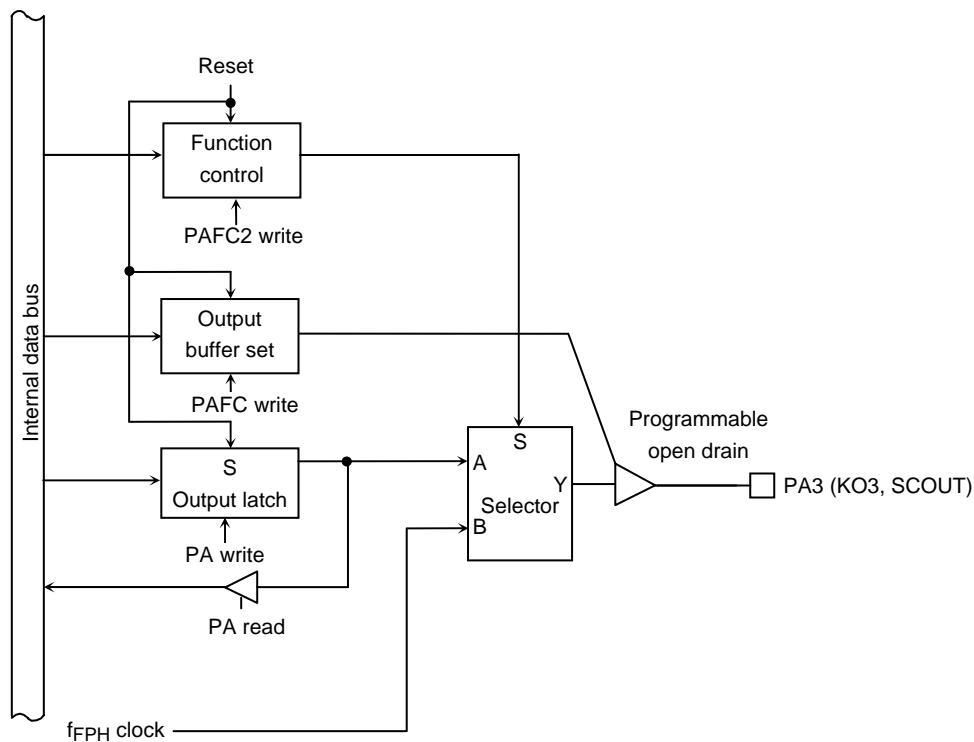 Reset
Function
control
PAFC2 write
Internal data bus
Output
buffer set
PAFC write
S
Output latch
PA write
PA read
S
A
Y
Selector
B
Programmable
open drain
PA3 (KO3, SCOUT)
fFPH clock